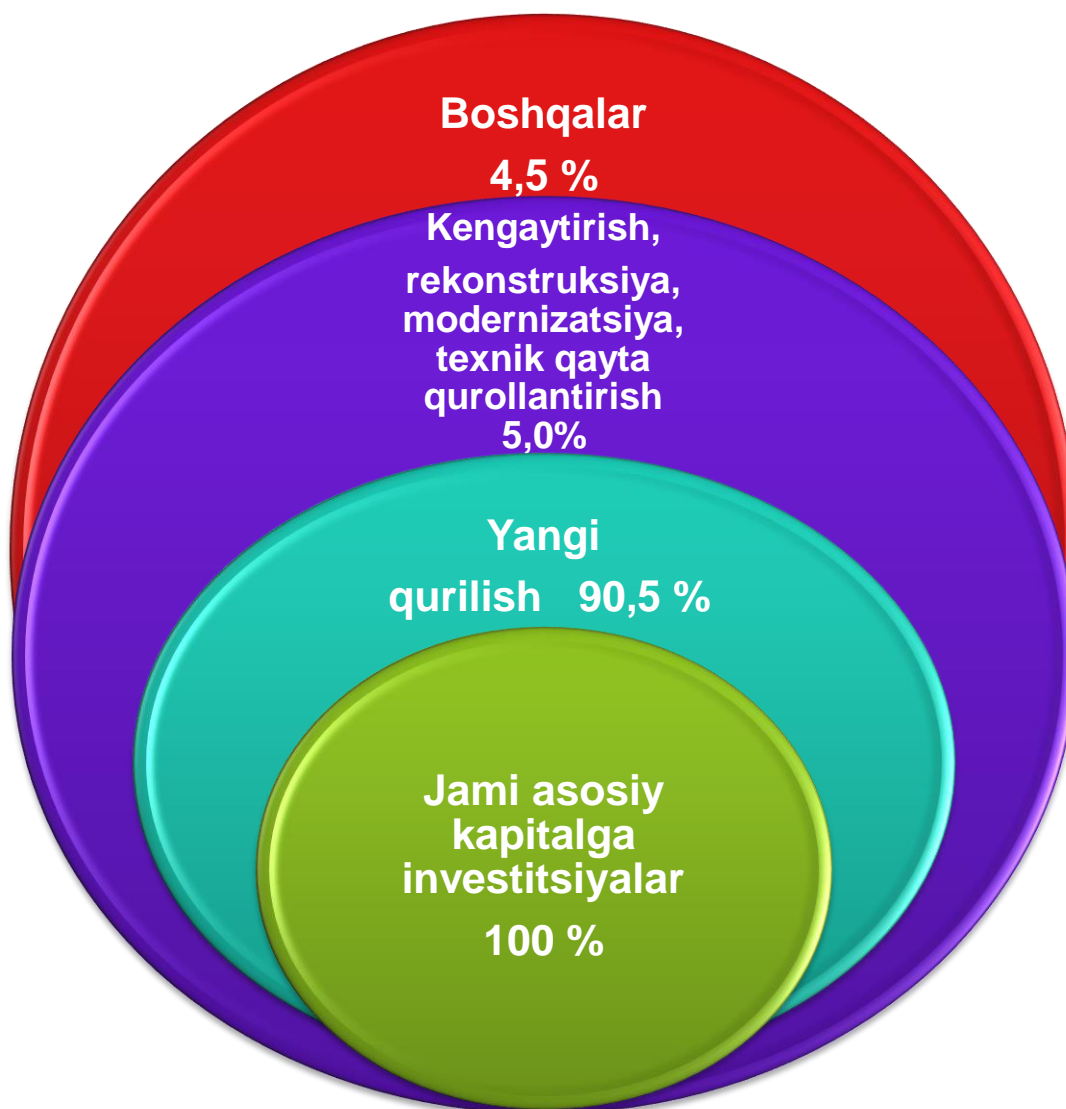 Boshqalar
4,5 %
Kengaytirish,
rekonstruksiya,
modernizatsiya,
texnik qayta
qurollantirish
5,0%
Yangi
qurilish 90,5 %
Jami asosiy
kapitalga
investitsiyalar
100 %